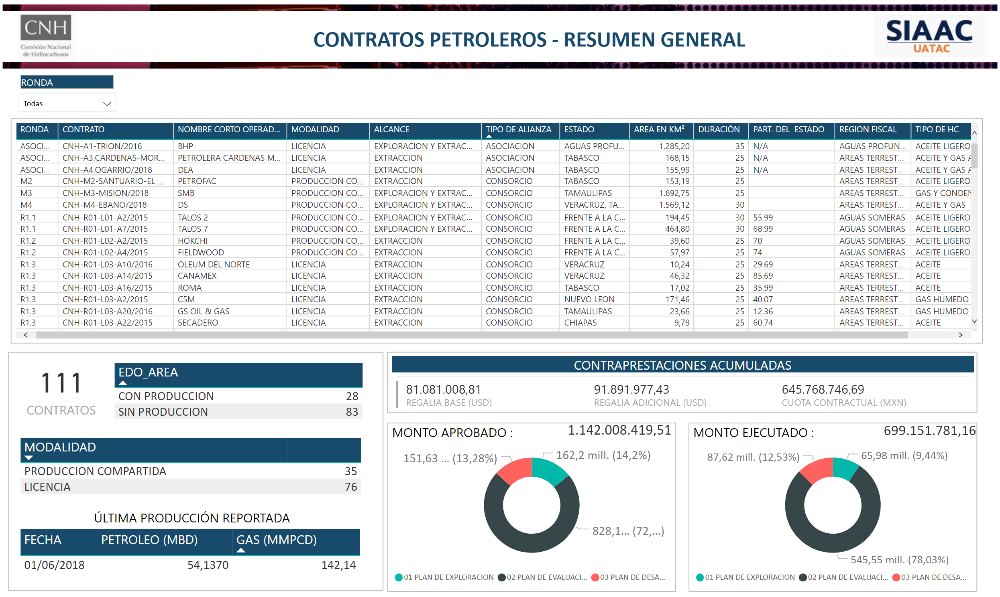 CNH
Comisión Nacional
de Hidrocarburos
CONTRATOS PETROLEROS - RESUMEN GENERAL
SIAAC
UATAC
RONDA
Todas
RONDA CONTRATO NOMBRE CORTO OPERAD... MODALIDAD ALCANCE TIPO DE ALIANZA ESTADO AREA EN KM² DURACIÓN PART. DEL ESTADO REGION FISCAL TIPO DE HC
ASOCI... CNH-A1-TRION/2016 BHP LICENCIA EXPLORACION Y EXTRAC... ASOCIACION AGUAS PROFU... 1.285,20 35 N/A AGUAS PROFUN... ACEITE LIGERO
ASOCI... CNH-A3.CARDENAS-MOR... PETROLERA CARDENAS M... LICENCIA EXTRACCION ASOCIACION TABASCO 168,15 25 N/A AREAS TERREST... ACEITE Y GAS A
ASOCI... CNH-A4.OGARRIO/2018 DEA LICENCIA EXTRACCION ASOCIACION TABASCO 155,99 25 N/A AREAS TERREST... ACEITE Y GAS A
M2 CNH-M2-SANTUARIO-EL ... PETROFAC PRODUCCION CO... EXTRACCION CONSORCIO TABASCO 153,19 25 AREAS TERREST... ACEITE LIGERO
M3 CNH-M3-MISION/2018 SMB PRODUCCION CO... EXPLORACION Y EXTRAC... CONSORCIO TAMAULIPAS 1.692,75 25 AREAS TERREST... GAS Y CONDEN
M4 CNH-M4-EBANO/2018 DS PRODUCCION CO... EXPLORACION Y EXTRAC... CONSORCIO VERACRUZ, TA... 1.569,12 30 AREAS TERREST... ACEITE Y GAS
R1.1 CNH-R01-L01-A2/2015 TALOS 2 PRODUCCION CO... EXPLORACION Y EXTRAC... CONSORCIO FRENTE A LA C... 194,45 30 55.99 AGUAS SOMERAS ACEITE LIGERO
R1.1 CNH-R01-L01-A7/2015 TALOS 7 PRODUCCION CO... EXPLORACION Y EXTRAC... CONSORCIO FRENTE A LA C... 464,80 30 68.99 AGUAS SOMERAS ACEITE LIGERO
R1.2 CNH-R01-L02-A2/2015 HOKCHI PRODUCCION CO... EXTRACCION CONSORCIO FRENTE A LA C... 39,60 25 70 AGUAS SOMERAS ACEITE LIGERO
R1.2 CNH-R01-L02-A4/2015 FIELDWOOD PRODUCCION CO... EXTRACCION CONSORCIO FRENTE A LA C... 57,97 25 74 AGUAS SOMERAS ACEITE LIGERO
R1.3 CNH-R01-L03-A10/2016 OLEUM DEL NORTE LICENCIA EXTRACCION CONSORCIO VERACRUZ 10,24 25 29.69 AREAS TERREST... ACEITE
R1.3 CNH-R01-L03-A14/2015 CANAMEX LICENCIA EXTRACCION CONSORCIO VERACRUZ 46,32 25 85.69 AREAS TERREST... ACEITE
R1.3 CNH-R01-L03-A16/2015 ROMA LICENCIA EXTRACCION CONSORCIO TABASCO 17,02 25 35.99 AREAS TERREST... ACEITE
R1.3 CNH-R01-L03-A2/2015 C5M LICENCIA EXTRACCION CONSORCIO NUEVO LEON 171,46 25 40.07 AREAS TERREST... GAS HUMEDO
R1.3 CNH-R01-L03-A20/2016 GS OIL & GAS LICENCIA EXTRACCION CONSORCIO TAMAULIPAS 23,66 25 12.36 AREAS TERREST... GAS HUMEDO
R1.3 CNH-R01-L03-A22/2015 SECADERO LICENCIA EXTRACCION CONSORCIO CHIAPAS 9,79 25 60.74 AREAS TERREST... ACEITE
111
CONTRATOS
EDO_AREA
CON PRODUCCION 28
SIN PRODUCCION 83
MODALIDAD
PRODUCCION COMPARTIDA 35
LICENCIA 76
ÚLTIMA PRODUCCIÓN REPORTADA
FECHA PETROLEO (MBD) GAS (MMPCD)
01/06/2018 54,1370 142,14
CONTRAPRESTACIONES ACUMULADAS
81.081.008,81 91.891.977,43 645.768.746,69
REGALIA BASE (USD) REGALIA ADICIONAL (USD) CUOTA CONTRACTUAL (MXN)
MONTO APROBADO : 1.142.008.419,51
151,63 ... (13,28%) 162,2 mill. (14,2%)
828,1... (72,...)
01 PLAN DE EXPLORACION 02 PLAN DE EVALUACI... 03 PLAN DE DESA...
MONTO EJECUTADO : 699.151.781,16
87,62 mill. (12,53%) 65,98 mill. (9,44%)
545,55 mill. (78,03%)
01 PLAN DE EXPLORACION 02 PLAN DE EVALUACI... 03 PLAN DE DESA...